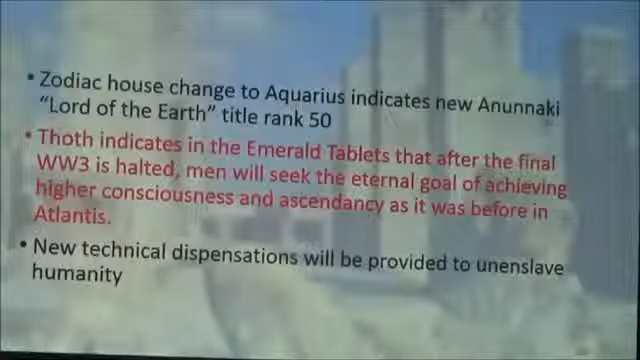 • Zodiac house change to Aquarius indicates new Anunnaki
"Lord of the Earth" title rank 50
• Thoth indicates in the Emerald Tablets that after the final
WW3 is halted, men will seek the eternal goal of achieving
higher consciousness and ascendancy as it was before in
Atlantis.
• New technical dispensations will be provided to unenslave
humanity